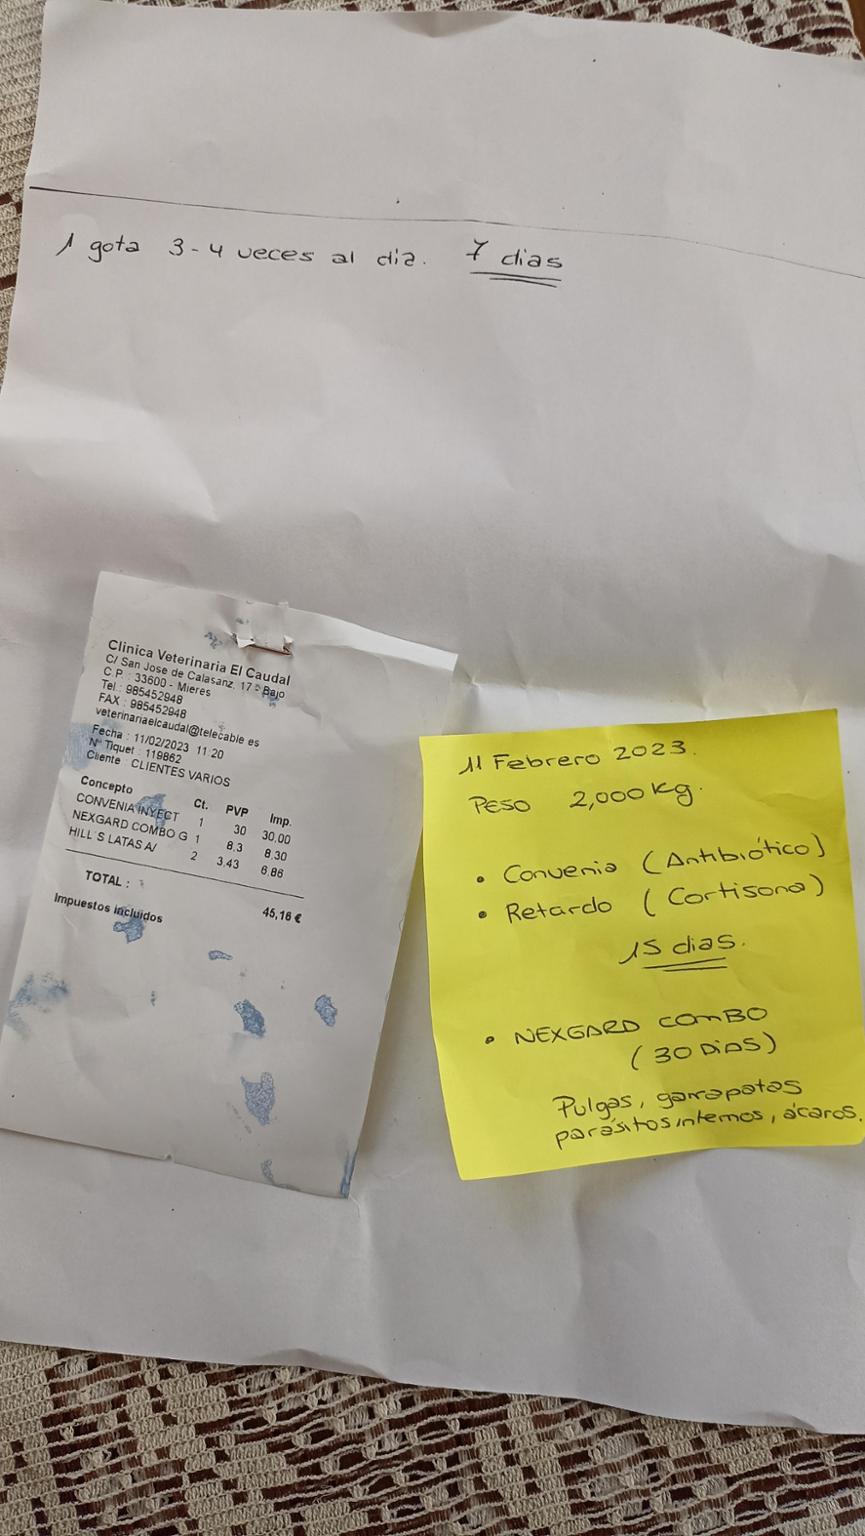 1 gota 3-4 veces al dia. 7 dias
Clinica Veterinaria El Caudal
C/ San Jose de Calasanz, 17 - Bajo
C.P. : 33600 - Mieres
Tel : 985452948
FAX : 985452948
veterinariaelcaudal@telecable es
Fecha : 11/02/2023 11:20
Nº Tiquet : 119862
Cliente : CLIENTES VARIOS
Concepto Ct. PVP Imp.
CONVENIA INYECT 1 30 30,00
NEXGARD COMBO G 1 8.3 8,30
HILL´S LATAS A/ 2 3.43 6,86
TOTAL : 45,16 €
Impuestos incluidos
11 Febrero 2023.
PESO 2,000 Kg.
• Convenia (Antibiótico)
• Retardo (Cortisona)
15 dias.
• NEXGARD COMBO
(30 DIAS)
Pulgas, garrapatas
parásitos internos, ácaros.